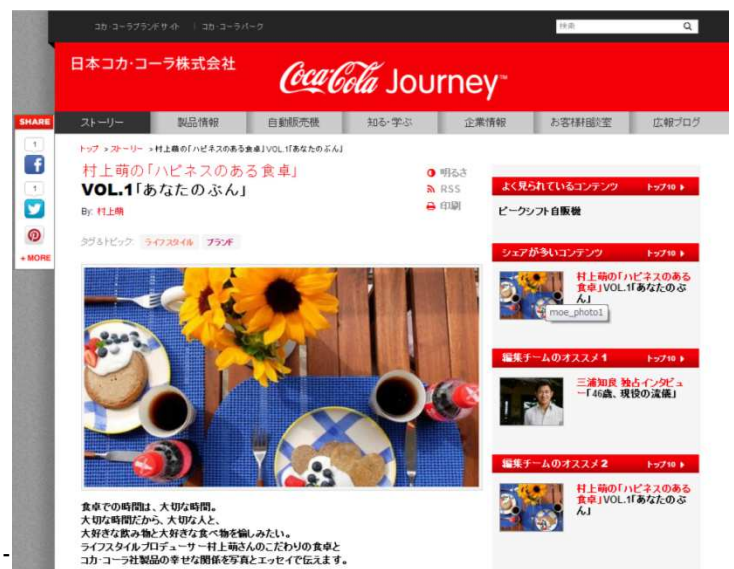 コカ･コーラブランドサイト | コカ･コーラパーク
検索
日本コカ･コーラ株式会社
Coca-Cola Journey™
ストーリー 製品情報 自動販売機 知る･学ぶ 企業情報 お客様相談室 広報ブログ
SHARE
1
f
1
+ MORE
トップ > ストーリー > 村上萌の｢ハピネスのある食卓｣VOL.1｢あなたのぶん｣
村上萌の｢ハピネスのある食卓｣
VOL.1｢あなたのぶん｣
By: 村上萌
明るさ
RSS
印刷
タグ&トピック: ライフスタイル ブランド
食卓での時間は、大切な時間。
大切な時間だから、大切な人と、
大好きな飲み物と大好きな食べ物を愉しみたい。
ライフスタイルプロデューサー村上萌さんのこだわりの食卓と
コカ･コーラ社製品の幸せな関係を写真とエッセイで伝えます。
よく見られているコンテンツ トップ10
ピークシフト自販機
シェアが多いコンテンツ トップ10
村上萌の｢ハピネスのある
食卓｣VOL.1｢あなたのぶ
ん｣
moe_photo1
編集チームのオススメ1 トップ10
三浦知良 独占インタビュ
ー｢46歳、現役の流儀｣
編集チームのオススメ2 トップ10
村上萌の｢ハピネスのある
食卓｣VOL.1｢あなたのぶ
ん｣
-